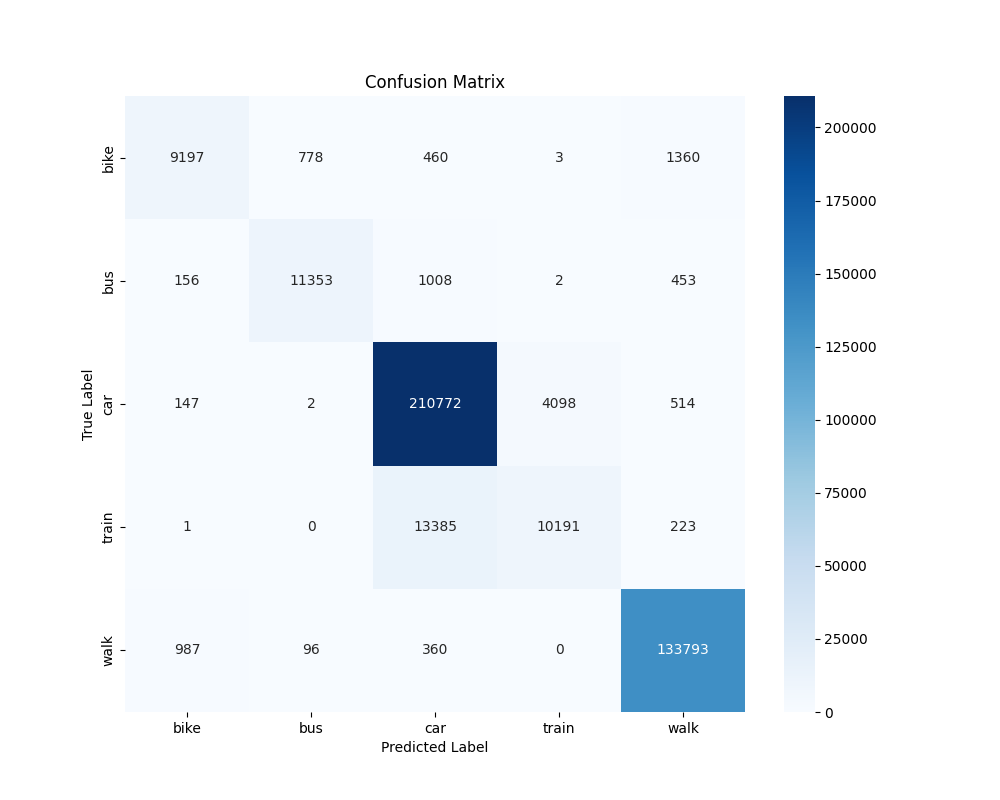 Confusion Matrix
bike 9197 778 460 3 1360
bus 156 11353 1008 2 453
car 147 2 210772 4098 514
train 1 0 13385 10191 223
walk 987 96 360 0 133793
bike bus car train walk
Predicted Label
True Label
200000
175000
150000
125000
100000
75000
50000
25000
0